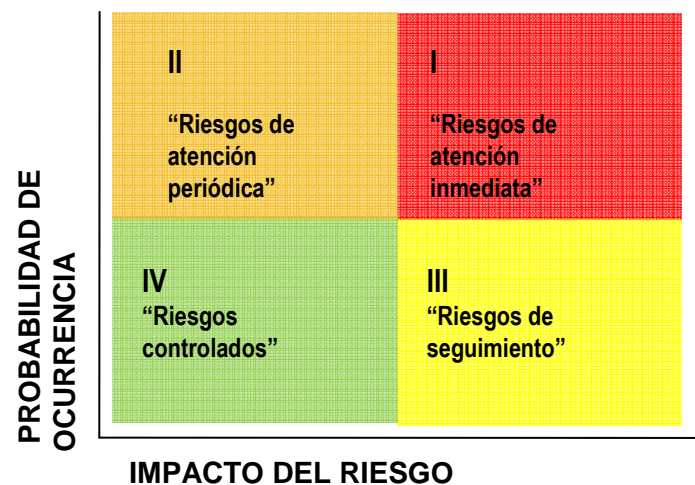 PROBABILIDAD DE
OCURRENCIA
II
“Riesgos de
atención
periódica”
I
“Riesgos de
atención
inmediata”
IV
“Riesgos
controlados”
III
“Riesgos de
seguimiento”
IMPACTO DEL RIESGO